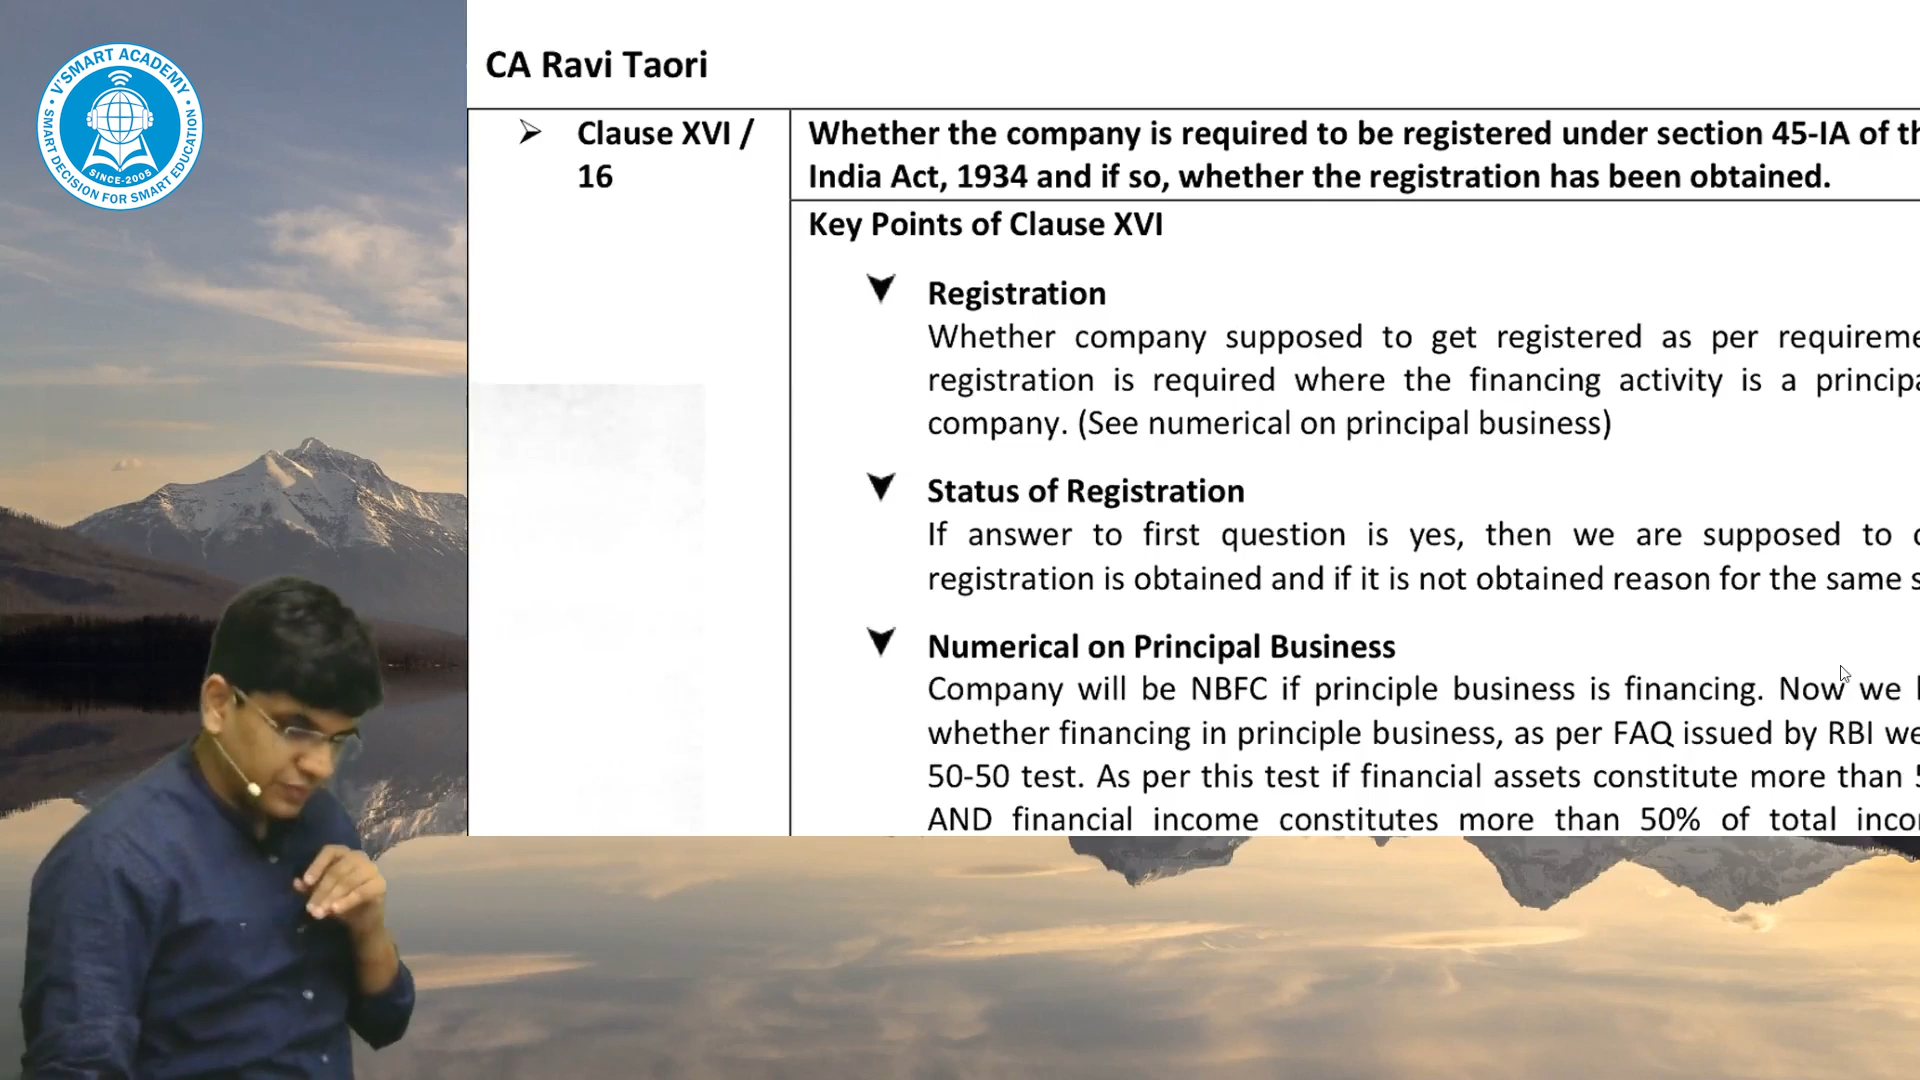 V'SMART ACADEMY
SMART DECISION FOR SMART EDUCATION
SINCE-2005
CA Ravi Taori
➢ Clause XVI /
16
Whether the company is required to be registered under section 45-IA of
India Act, 1934 and if so, whether the registration has been obtained.
Key Points of Clause XVI
Registration
Whether company supposed to get registered as per
registration is required where the financing activity is a
company. (See numerical on principal business)
Status of Registration
If answer to first question is yes, then we are supposed to
registration is obtained and if it is not obtained reason for the same
Numerical on Principal Business
Company will be NBFC if principle business is financing. Now we
whether financing in principle business, as per FAQ issued by RBI
50-50 test. As per this test if financial assets constitute more than
AND financial income constitutes more than 50% of total